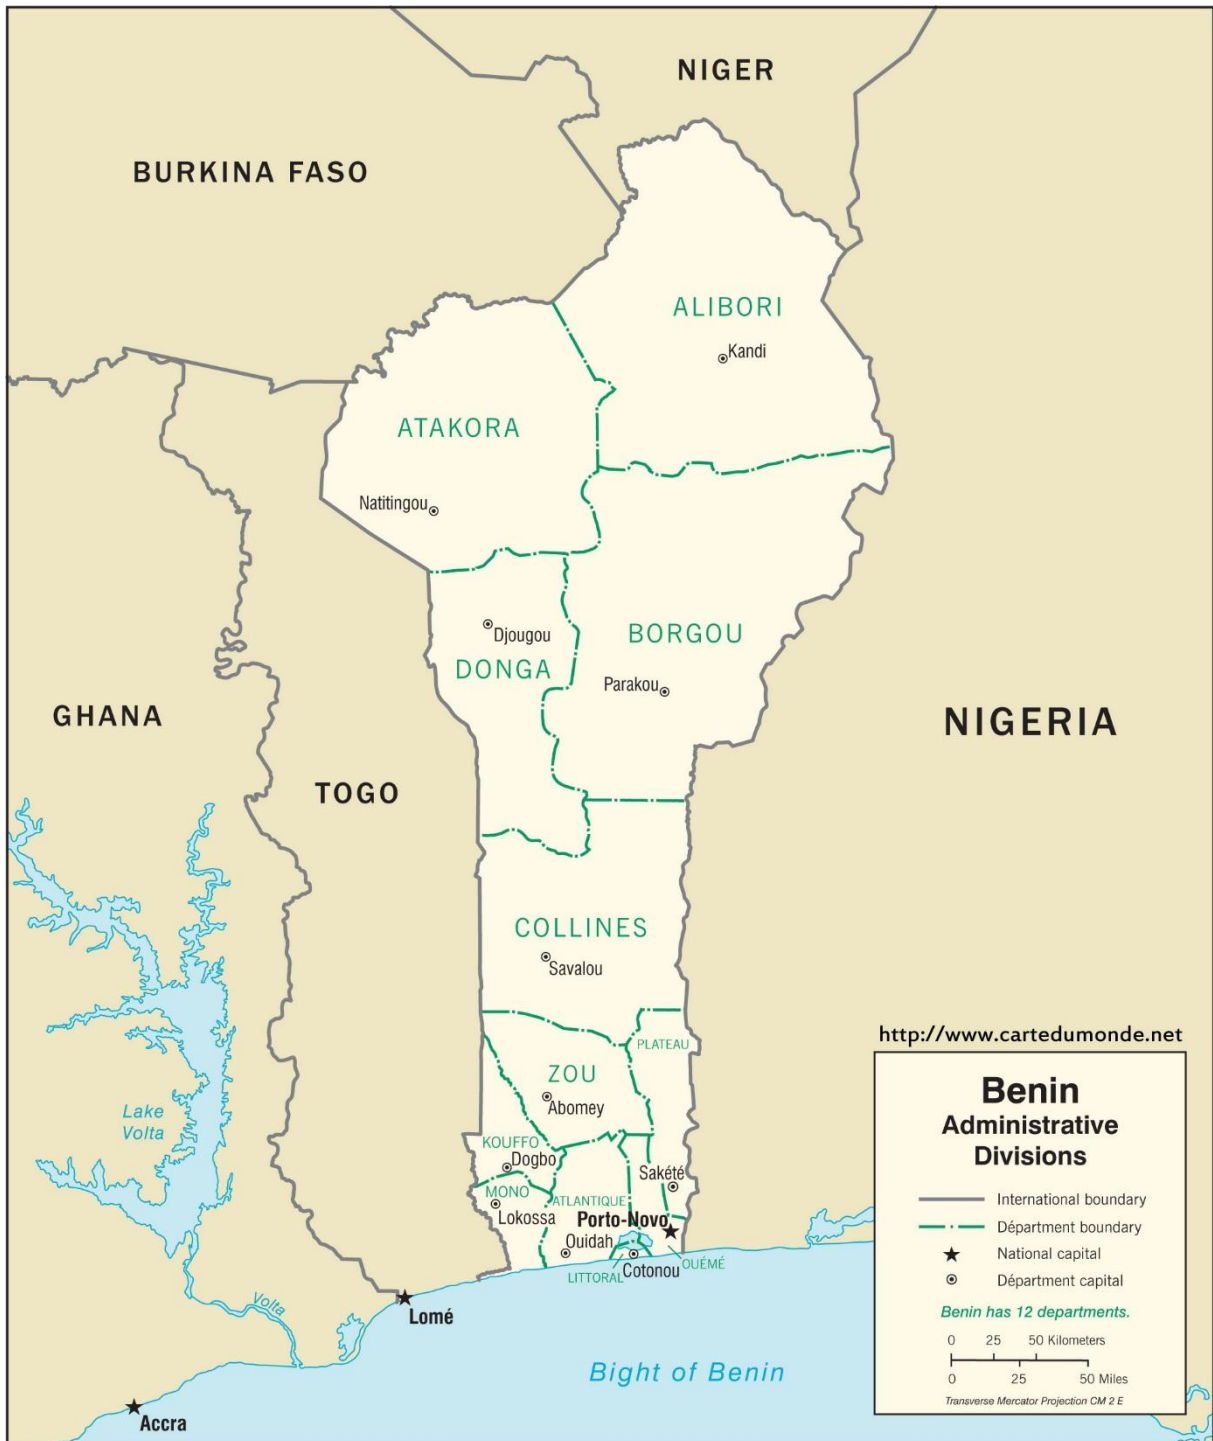 NIGER
BURKINA FASO
ALIBORI
Kandi
ATAKORA
Natitingou
Djougou
BORGOU
DONGA
Parakou
GHANA
NIGERIA
TOGO
COLLINES
Savalou
http://www.cartedumonde.net
PLATEAU
ZOU
Abomey
Lake
Volta
KOUFFO
Dogbo
Sakété
MONO
ATLANTIQUE
Lokossa
Porto-Novo
Ouidah
OUÉMÉ
LITTORAL
Cotonou
Volta
Lomé
Bight of Benin
Accra
Benin
Administrative
Divisions
International boundary
Départment boundary
National capital
Départment capital
Benin has 12 departments.
0 25 50 Kilometers
0 25 50 Miles
Transverse Mercator Projection CM 2 E